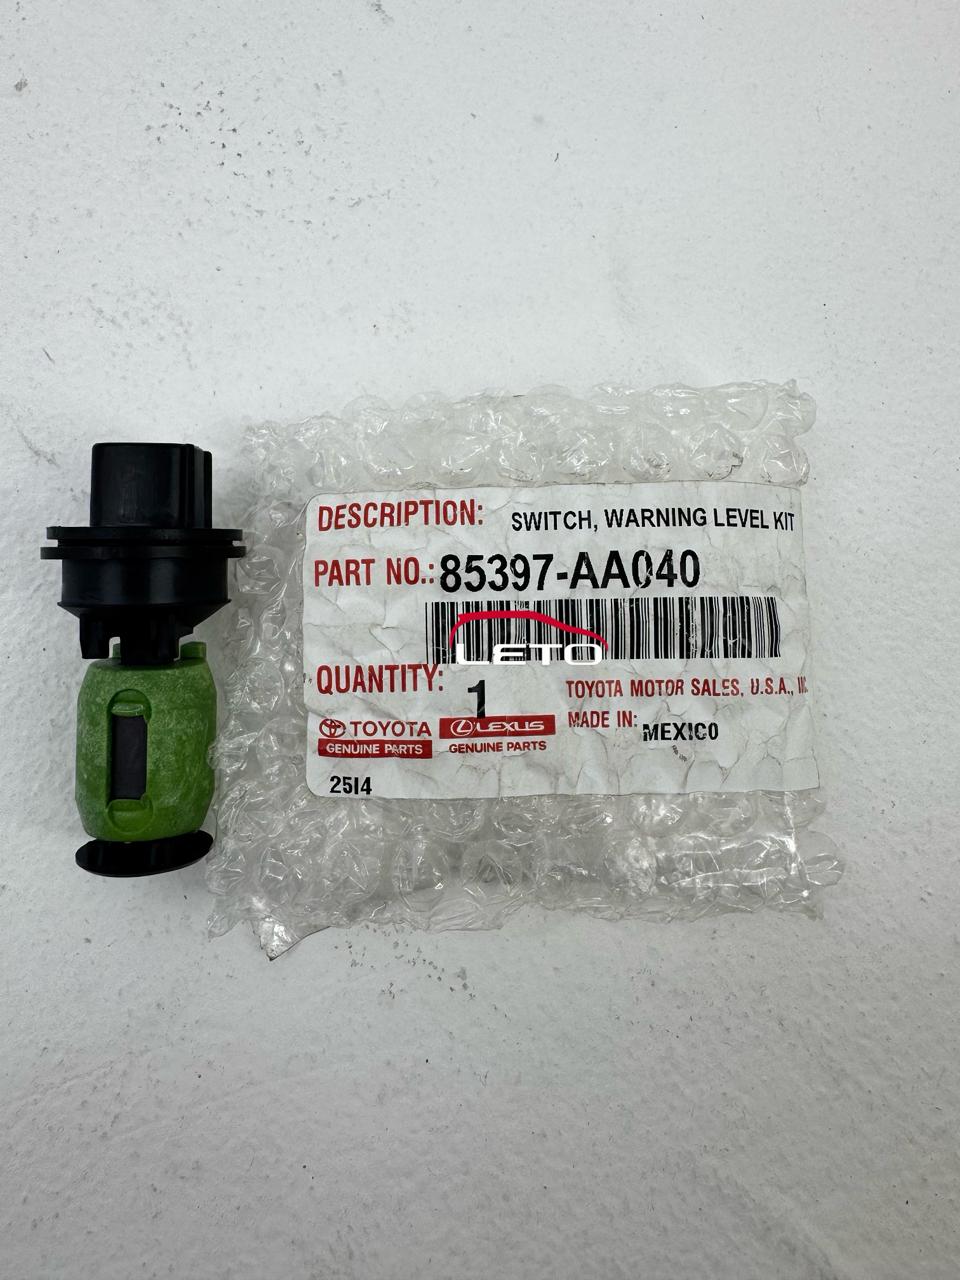 DESCRIPTION: SWITCH, WARNING LEVEL KIT
PART NO.: 85397-AA040
LETO
QUANTITY: 1
TOYOTA MOTOR SALES, U.S.A., INC
MADE IN: MEXICO
TOYOTA LEXUS
GENUINE PARTS GENUINE PARTS
25I4